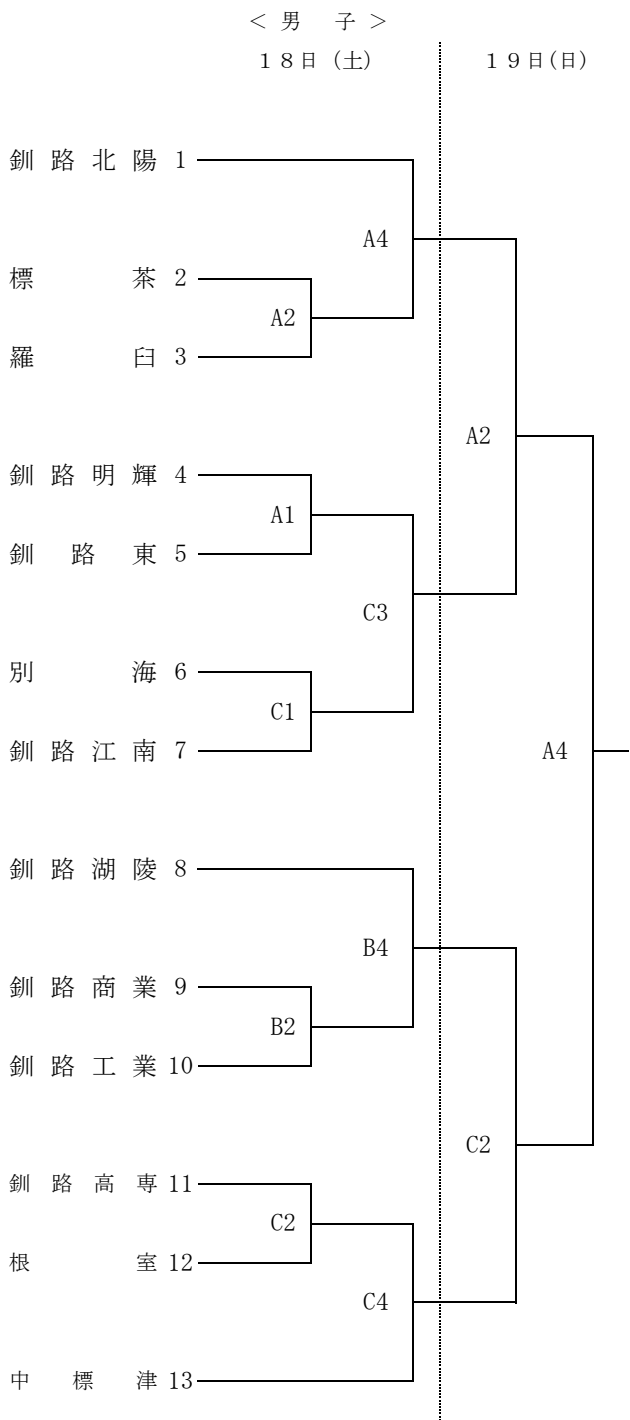 ＜ 男 子 ＞
１８日(土) １９日(日)
釧路北陽 1
A4
標茶 2
A2
羅臼 3
A2
釧路明輝 4
A1
釧路東 5
C3
別海 6
C1
釧路江南 7
A4
釧路湖陵 8
B4
釧路商業 9
B2
釧路工業 10
C2
釧路高専 11
C2
根室 12
C4
中標津 13